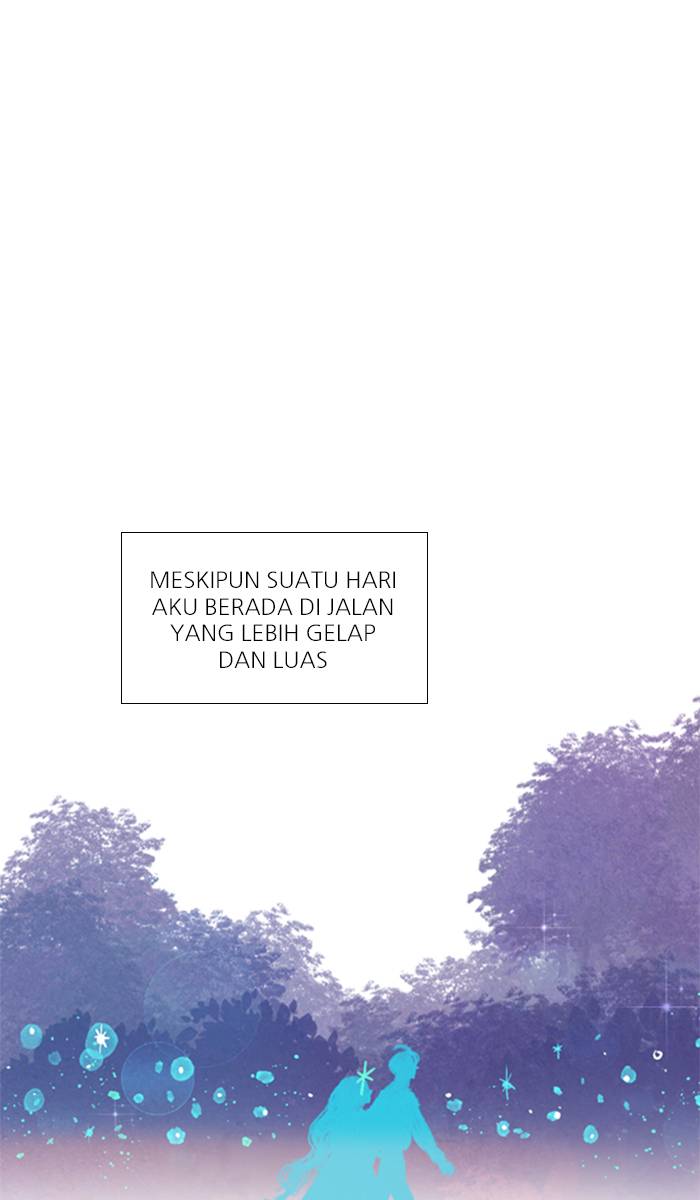 MESKIPUN SUATU HARI
AKU BERADA DI JALAN
YANG LEBIH GELAP
DAN LUAS